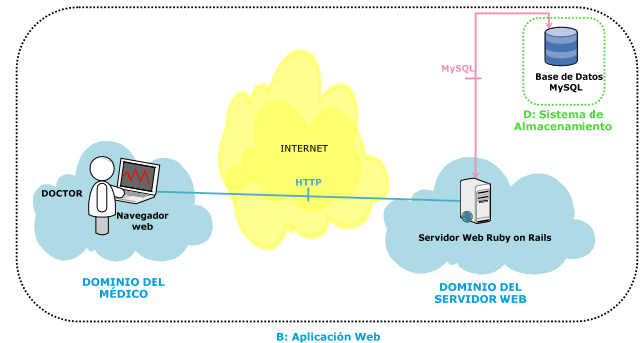 MySQL
Base de Datos
MySQL
D: Sistema de
Almacenamiento
INTERNET
HTTP
DOCTOR
Navegador
web
Servidor Web Ruby on Rails
DOMINIO DEL
MÉDICO
DOMINIO DEL
SERVIDOR WEB
B: Aplicación Web